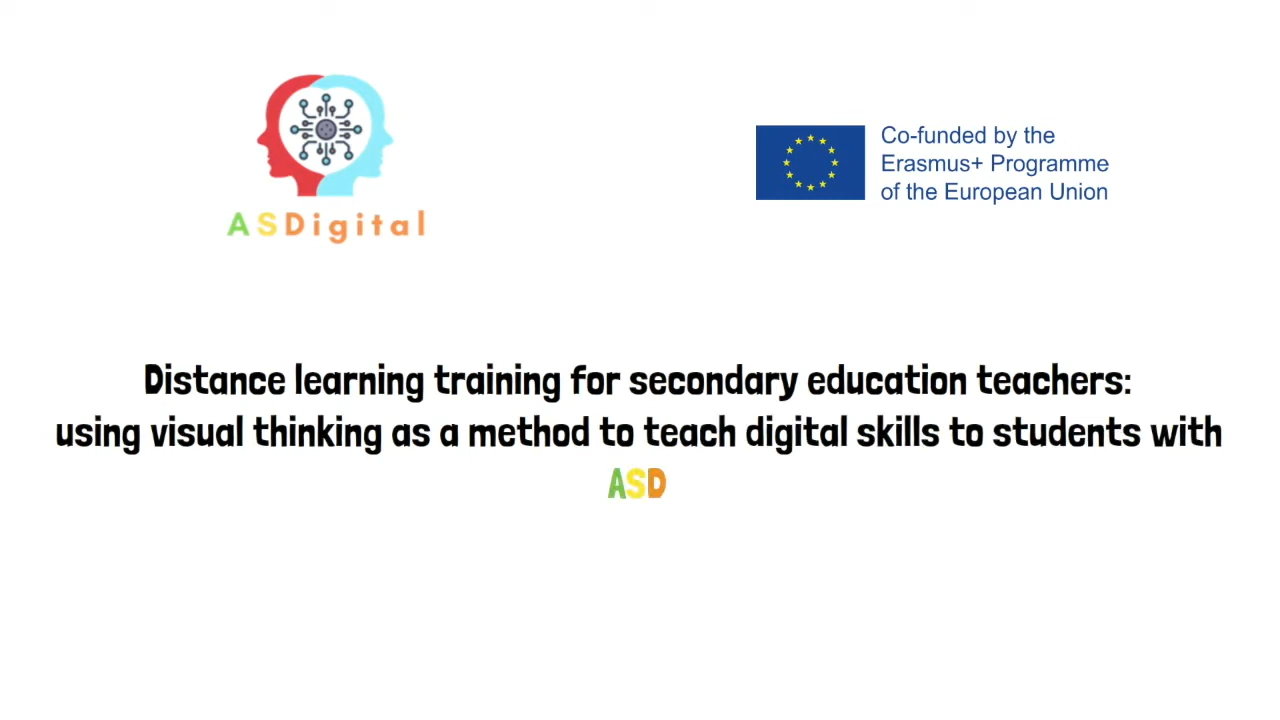 ASDigital
Co-funded by the
Erasmus+ Programme
of the European Union
Distance learning training for secondary education teachers:
using visual thinking as a method to teach digital skills to students with
ASD